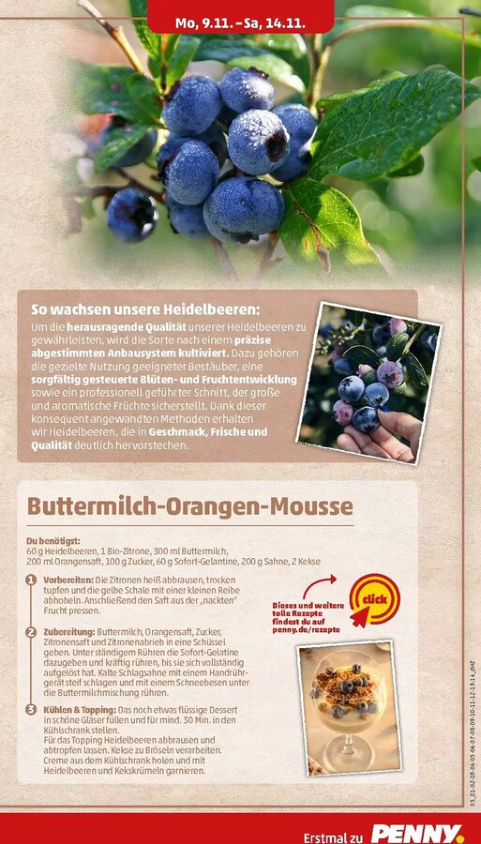 Mo, 9.11. – Sa, 14.11.
So wachsen unsere Heidelbeeren:
Um die herausragende Qualität unserer Heidelbeeren zu
gewährleisten, wird die Sorte nach einem präzise
abgestimmten Anbausystem kultiviert. Dazu gehören
die gezielte Nutzung geeigneter Bestäuber, eine
sorgfältig gesteuerte Blüten- und Fruchtentwicklung
sowie ein professionell geführter Schnitt, der große
und aromatische Früchte sicherstellt. Dank dieser
konsequent angewandten Methoden erhalten
wir Heidelbeeren, die in Geschmack, Frische und
Qualität deutlich hervorstechen.
Buttermilch-Orangen-Mousse
Du benötigst:
60 g Heidelbeeren, 1 Bio-Zitrone, 300 ml Buttermilch,
200 ml Orangensaft, 100 g Zucker, 60 g Sofort-Gelantine, 200 g Sahne, 2 Kekse
1 Vorbereiten: Die Zitronen heiß abbrausen, trocken
tupfen und die gelbe Schale mit einer kleinen Reibe
abhobeln. Anschließend den Saft aus der „nackten“
Frucht pressen.
2 Zubereitung: Buttermilch, Orangensaft, Zucker,
Zitronensaft und Zitronenabrieb in eine Schüssel
geben. Unter ständigem Rühren die Sofort-Gelatine
dazugeben und kräftig rühren, bis sie sich vollständig
aufgelöst hat. Kalte Schlagsahne mit einem Handrühr-
gerät steif schlagen und mit einem Schneebesen unter
die Buttermilchmischung rühren.
3 Kühlen & Topping: Das noch etwas flüssige Dessert
in schöne Gläser füllen und für mind. 30 Min. in den
Kühlschrank stellen.
Für das Topping Heidelbeeren abbrausen und
abtropfen lassen. Kekse zu Bröseln verarbeiten.
Creme aus dem Kühlschrank holen und mit
Heidelbeeren und Kekskrümeln garnieren.
click
Dieses und weitere
tolle Rezepte
findest du auf
penny.de/rezepte
Erstmal zu PENNY.